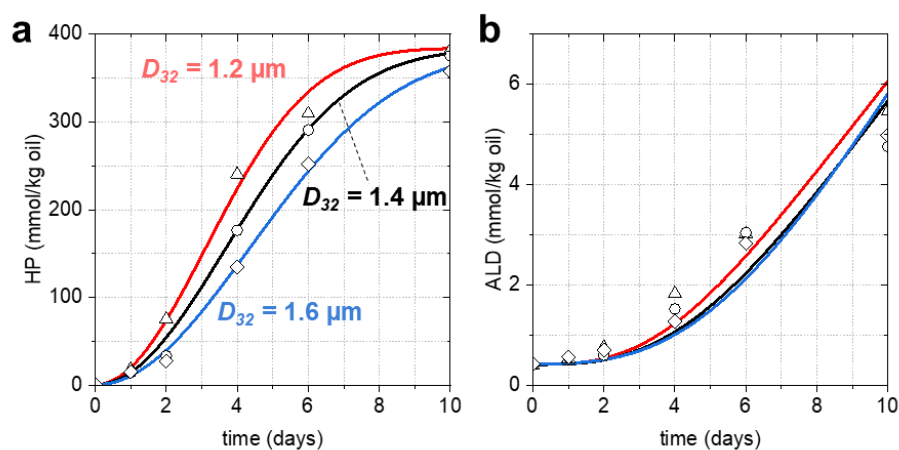 a
400
300
200
100
0
HP (mmol/kg oil)
D32 = 1.2 µm
D32 = 1.4 µm
D32 = 1.6 µm
0 2 4 6 8 10
time (days)
b
6
4
2
0
ALD (mmol/kg oil)
0 2 4 6 8 10
time (days)